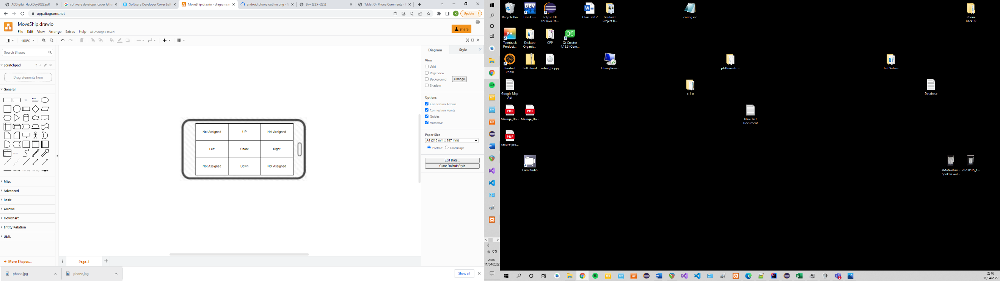 ACDigital_HackDay2022.pdf
software developer cover lette
Software Developer Cover Lett
MoveShip.drawio - diagrams.n
android phone outline png - G
9k= (225×225)
Tablet Or Phone Comments -
app.diagrams.net
K
Update
MoveShip.drawio
File Edit View Arrange Extras Help All changes saved
Share
100%
Search Shapes
Scratchpad
Drag elements here
General
Misc
Advanced
Basic
Arrows
Flowchart
Entity Relation
UML
+ More Shapes...
Not Assigned UP Not Assigned
Left Shoot Right
Not Assigned Down Not Assigned
Page-1
Diagram Style
View
Grid
Page View
Background Change
Shadow
Options
Connection Arrows
Connection Points
Guides
Autosave
Paper Size
A4 (210 mm x 297 mm)
Portrait Landscape
Edit Data...
Clear Default Style
phone.jpg
phone.jpg
Show all
23:07
11/04/2022
Recycle Bin
Dev-C++
Eclipse IDE
for Java De...
Class Test 2
Graduate
Project D...
config.inc
Phone
BackUP
Toontrack
Product...
Desktop
Organis...
CPP
Qt Creator
4.13.3 (Com...
Product
Portal
hello toast
virtual_floppy
LibraryReso...
platform-to...
Test Videos
Google Map
Api
c_i_o
Database
Marrige_Do...
Marrige_Do...
New Text
Document
secure-pro...
CamStudio
eMotiveGui...
Spoken wal...
20200515_1...
23:07
11/04/2022